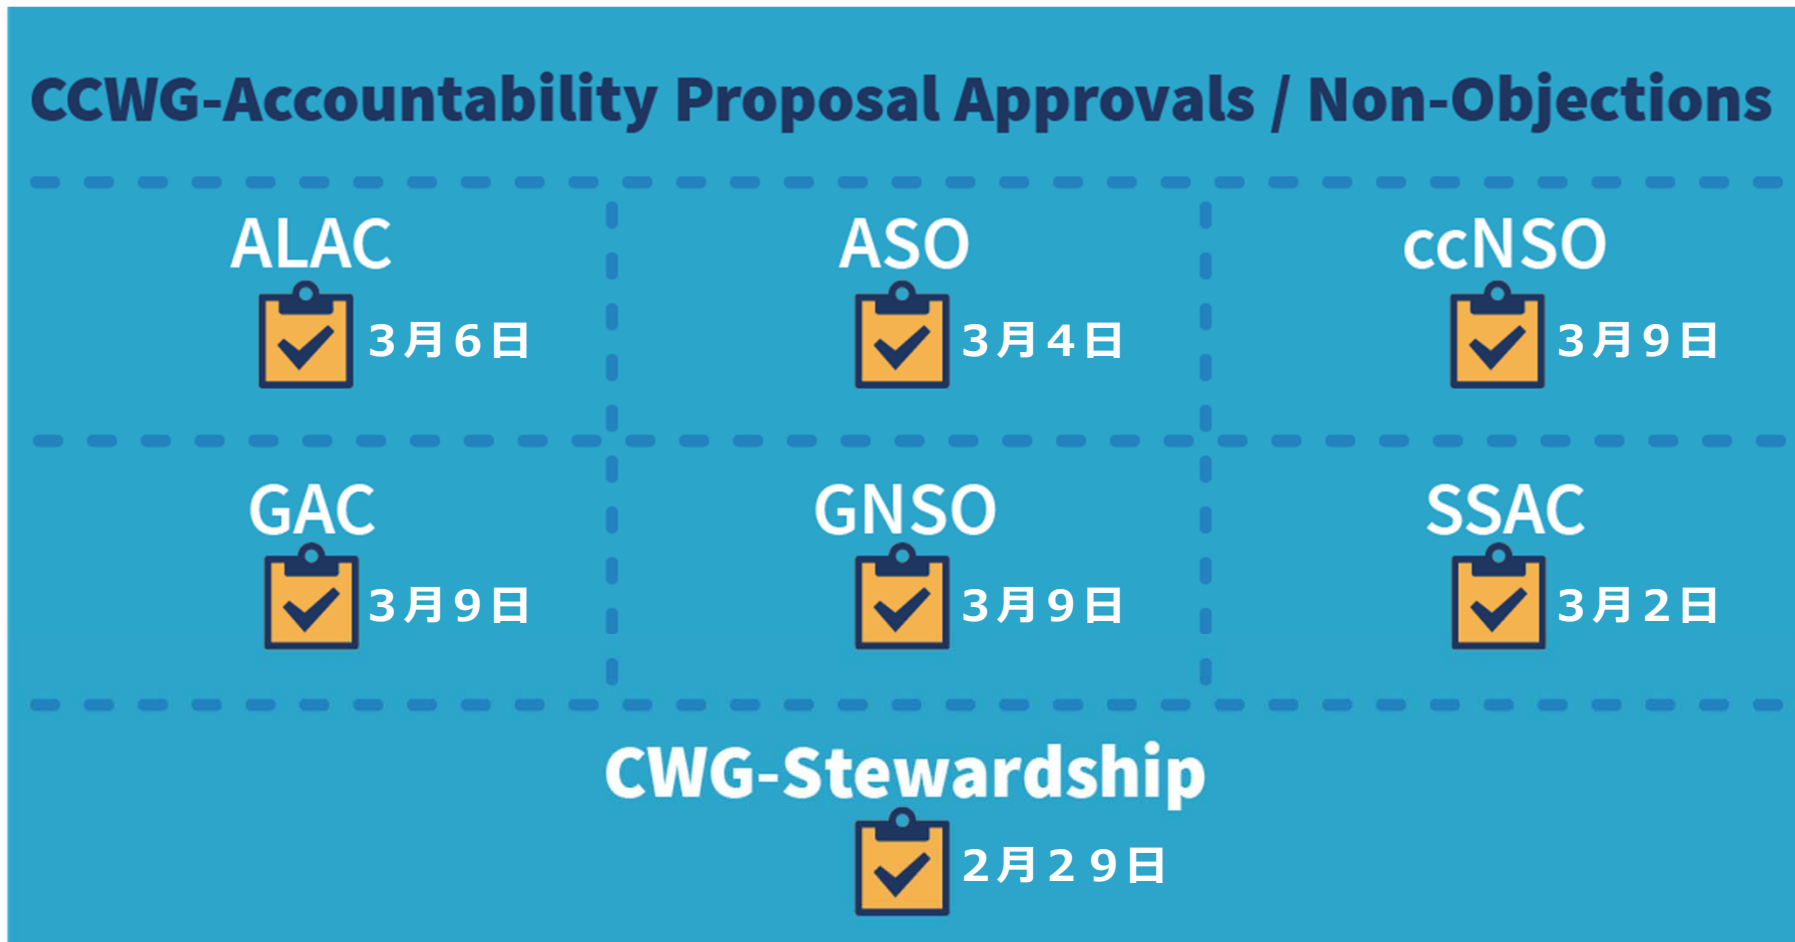 CCWG-Accountability Proposal Approvals / Non-Objections
ALAC
３月６日
ASO
３月４日
ccNSO
３月９日
GAC
３月９日
GNSO
３月９日
SSAC
３月２日
CWG-Stewardship
２月２９日